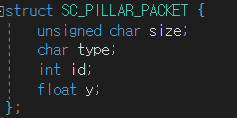 struct SC_PILLAR_PACKET {
unsigned char size;
char type;
int id;
float y;
};